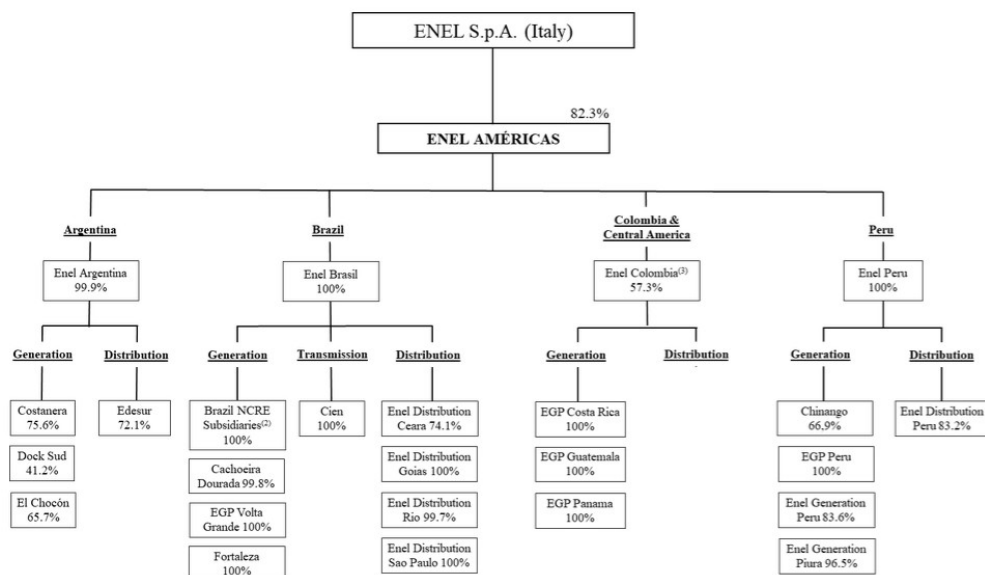 ENEL S.p.A. (Italy)
82.3%
ENEL AMÉRICAS
Argentina
Brazil
Colombia &
Central America
Peru
Enel Argentina
99.9%
Enel Brasil
100%
Enel Colombia(3)
57.3%
Enel Peru
100%
Generation
Distribution
Generation
Transmission
Distribution
Generation
Distribution
Generation
Distribution
Costanera
75.6%
Dock Sud
41.2%
El Chocón
65.7%
Edesur
72.1%
Brazil NCRE
Subsidiaries(2)
100%
Cachoeira
Dourada 99.8%
EGP Volta
Grande 100%
Fortaleza
100%
Cien
100%
Enel Distribution
Ceara 74.1%
Enel Distribution
Goias 100%
Enel Distribution
Rio 99.7%
Enel Distribution
Sao Paulo 100%
EGP Costa Rica
100%
EGP Guatemala
100%
EGP Panama
100%
Chinango
66,9%
EGP Peru
100%
Enel Generation
Peru 83.6%
Enel Generation
Piura 96.5%
Enel Distribution
Peru 83.2%